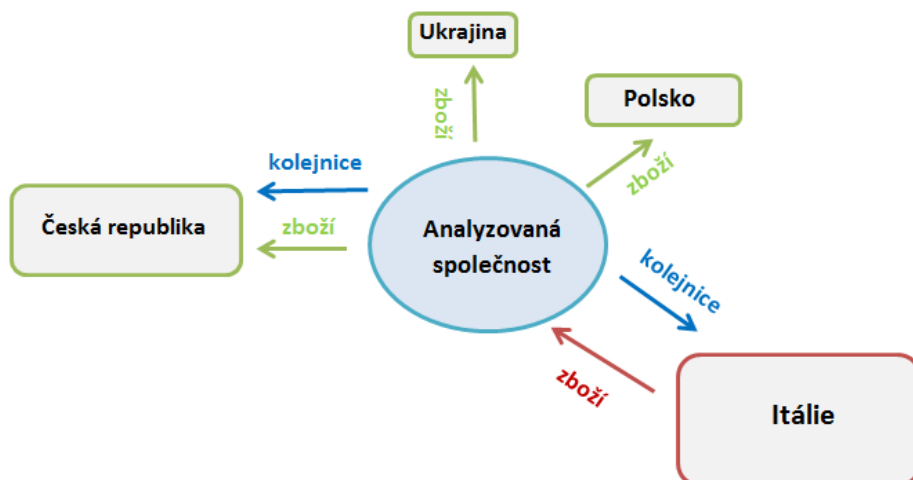 Ukrajina
zboží
Polsko
zboží
kolejnice
Česká republika
zboží
Analyzovaná
společnost
kolejnice
zboží
Itálie